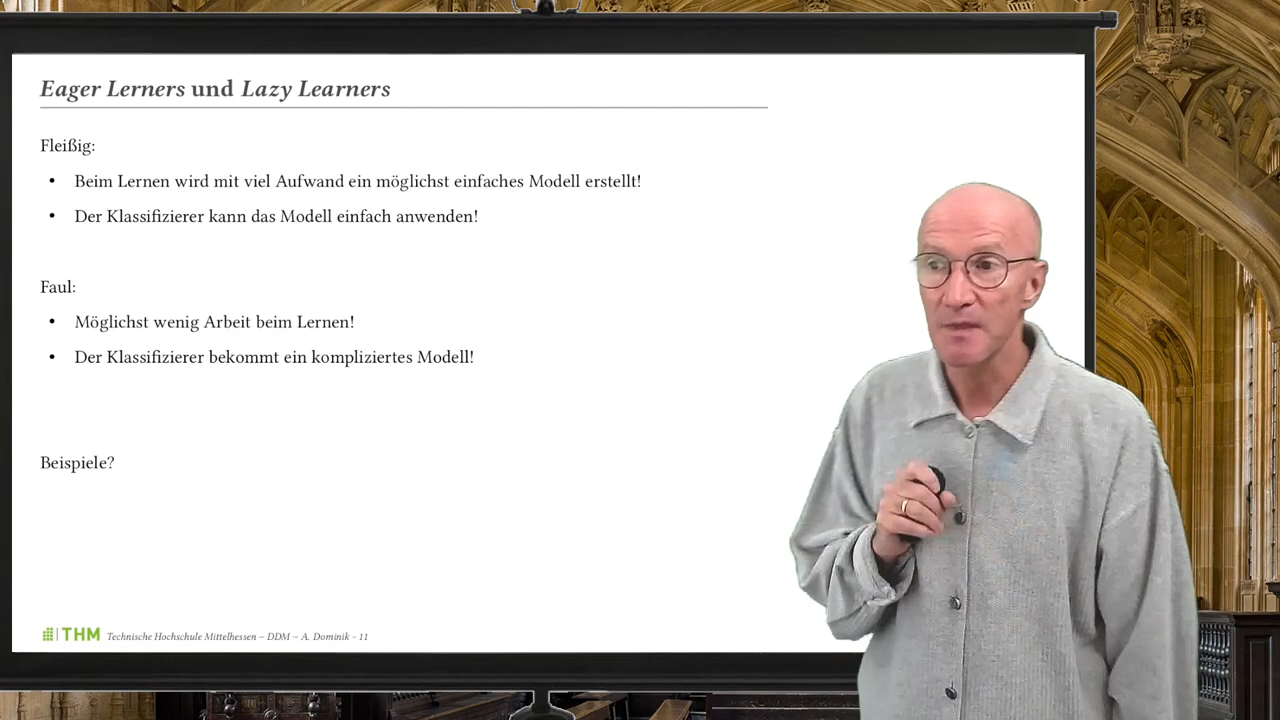 Eager Lerners und Lazy Learners
Fleißig:
• Beim Lernen wird mit viel Aufwand ein möglichst einfaches Modell erstellt!
• Der Klassifizierer kann das Modell einfach anwenden!
Faul:
• Möglichst wenig Arbeit beim Lernen!
• Der Klassifizierer bekommt ein kompliziertes Modell!
Beispiele?
THM Technische Hochschule Mittelhessen – DDM – A. Dominik - 11